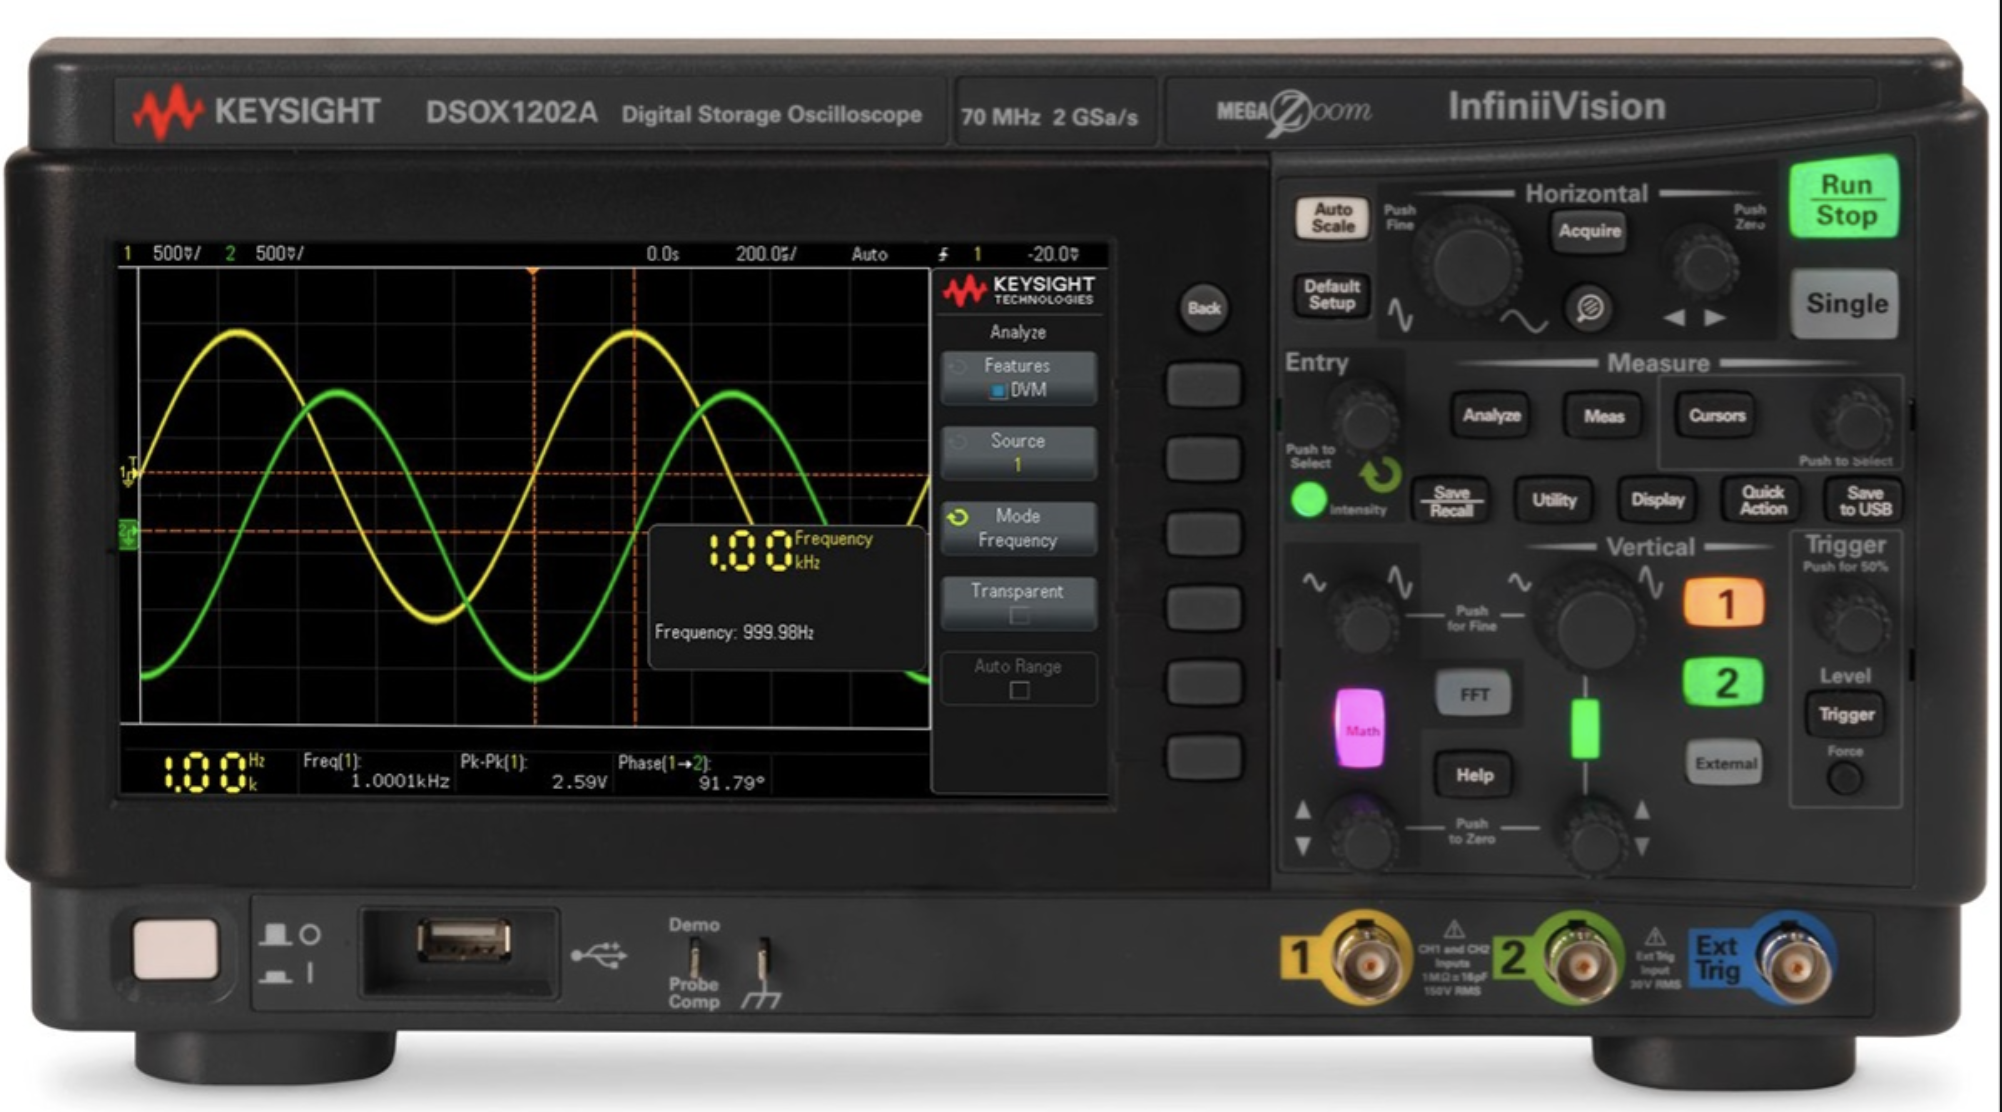 KEYSIGHT DSOX1202A Digital Storage Oscilloscope 70 MHz 2 GSa/s MEGA Zoom InfiniiVision
1 500mV/ 2 500mV/ 0.0s 200.0s/ Auto 1 -20.0mV
KEYSIGHT
TECHNOLOGIES
Analyze
Features
DVM
Source
1
Mode
Frequency
Transparent
Auto Range
T
1
2
1.00 Frequency
kHz
Frequency: 999.98Hz
1.00 Hz
k
Freq(1):
1.0001kHz
Pk-Pk(1):
2.59V
Phase(1→2):
91.79°
Back
Auto
Scale
Default
Setup
Horizontal
Push
Fine
Acquire
Push
Zero
Run
Stop
Single
Entry
Push to
Select
Intensity
Measure
Analyze
Meas
Cursors
Push to Select
Save
Recall
Utility
Display
Quick
Action
Save
to USB
Vertical
Push
for Fine
1
2
FFT
Math
Help
External
Push
to Zero
Trigger
Push for 50%
Level
Trigger
Force
Demo
Probe
Comp
1
CH1 and CH2
Inputs
1MΩ≅16pF
150V RMS
2
Ext Trig
Input
30V RMS
Ext
Trig